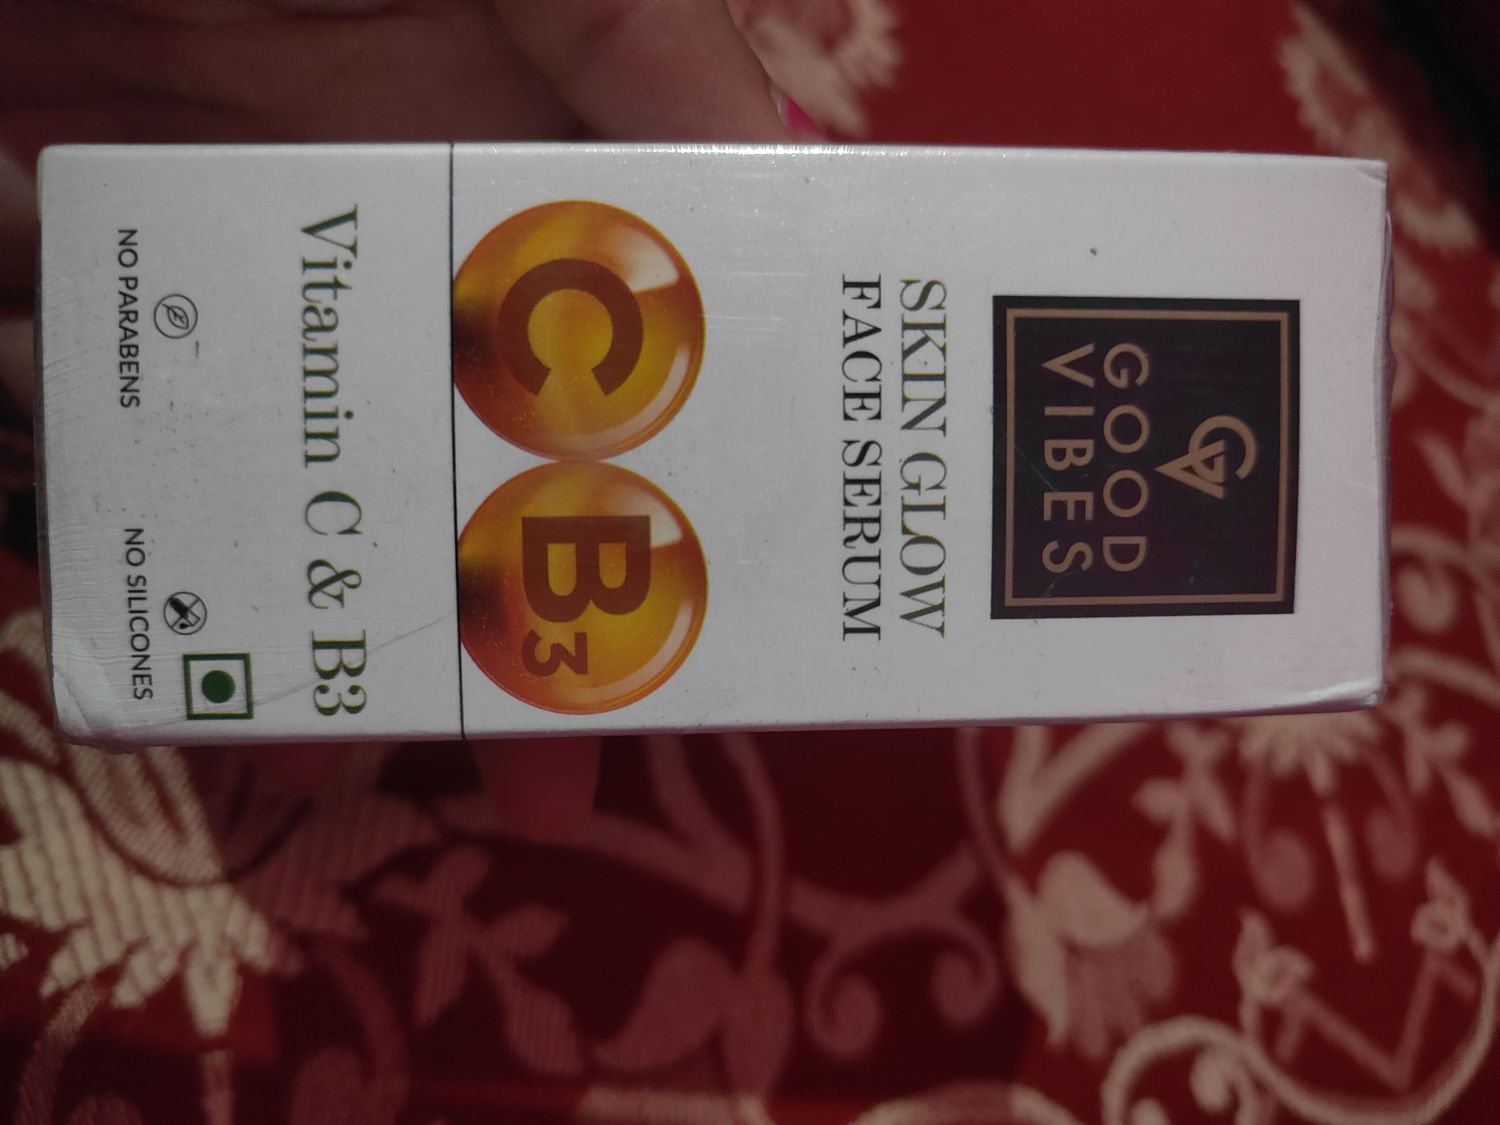 GOOD
VIBES
SKIN GLOW
FACE SERUM
C
B3
Vitamin C & B3
NO PARABENS
NO SILICONES